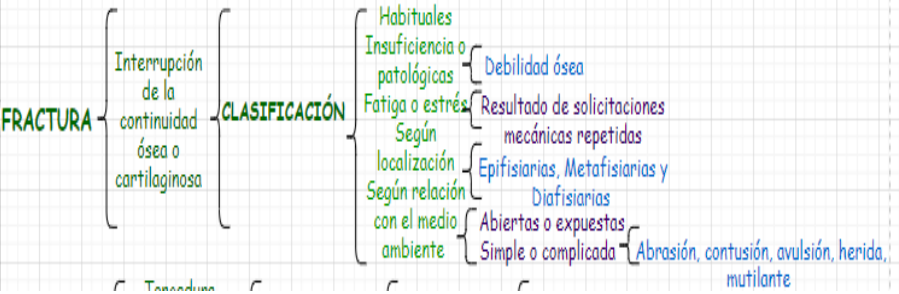 FRACTURA
Interrupción
de la
continuidad
ósea o
cartilaginosa
CLASIFICACIÓN
Habituales
Insuficiencia o
patológicas
Debilidad ósea
Fatiga o estrés
Resultado de solicitaciones
mecánicas repetidas
Según
localización
Epifisiarias, Metafisiarias y
Diafisiarias
Según relación
con el medio
ambiente
Abiertas o expuestas
Simple o complicada
Abrasión, contusión, avulsión, herida,
mutilante
Torcedura